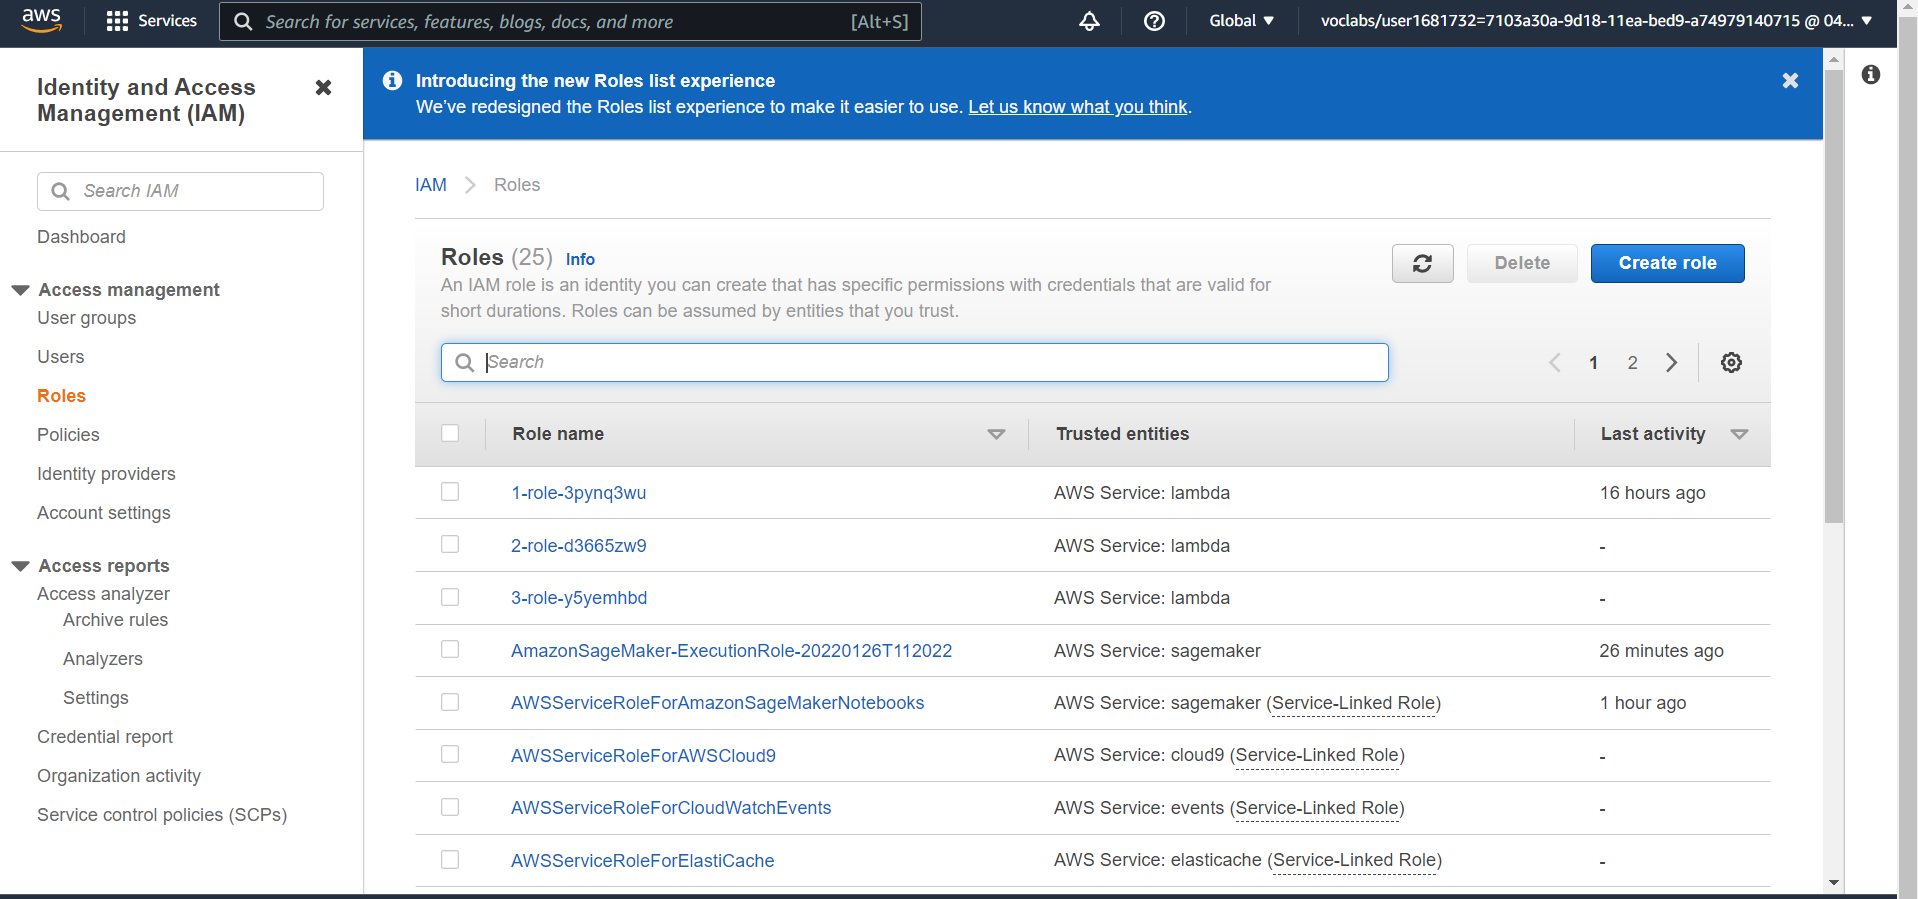 aws
Services
Search for services, features, blogs, docs, and more [Alt+S]
Global
voclabs/user1681732=7103a30a-9d18-11ea-bed9-a74979140715 @ 04...
Identity and Access
Management (IAM)
Search IAM
Dashboard
Access management
User groups
Users
Roles
Policies
Identity providers
Account settings
Access reports
Access analyzer
Archive rules
Analyzers
Settings
Credential report
Organization activity
Service control policies (SCPs)
Introducing the new Roles list experience
We've redesigned the Roles list experience to make it easier to use. Let us know what you think.
IAM > Roles
Roles (25) Info
An IAM role is an identity you can create that has specific permissions with credentials that are valid for
short durations. Roles can be assumed by entities that you trust.
Delete
Create role
Search
1 2
Role name Trusted entities Last activity
1-role-3pynq3wu AWS Service: lambda 16 hours ago
2-role-d3665zw9 AWS Service: lambda -
3-role-y5yemhbd AWS Service: lambda -
AmazonSageMaker-ExecutionRole-20220126T112022 AWS Service: sagemaker 26 minutes ago
AWSServiceRoleForAmazonSageMakerNotebooks AWS Service: sagemaker (Service-Linked Role) 1 hour ago
AWSServiceRoleForAWSCloud9 AWS Service: cloud9 (Service-Linked Role) -
AWSServiceRoleForCloudWatchEvents AWS Service: events (Service-Linked Role) -
AWSServiceRoleForElastiCache AWS Service: elasticache (Service-Linked Role) -